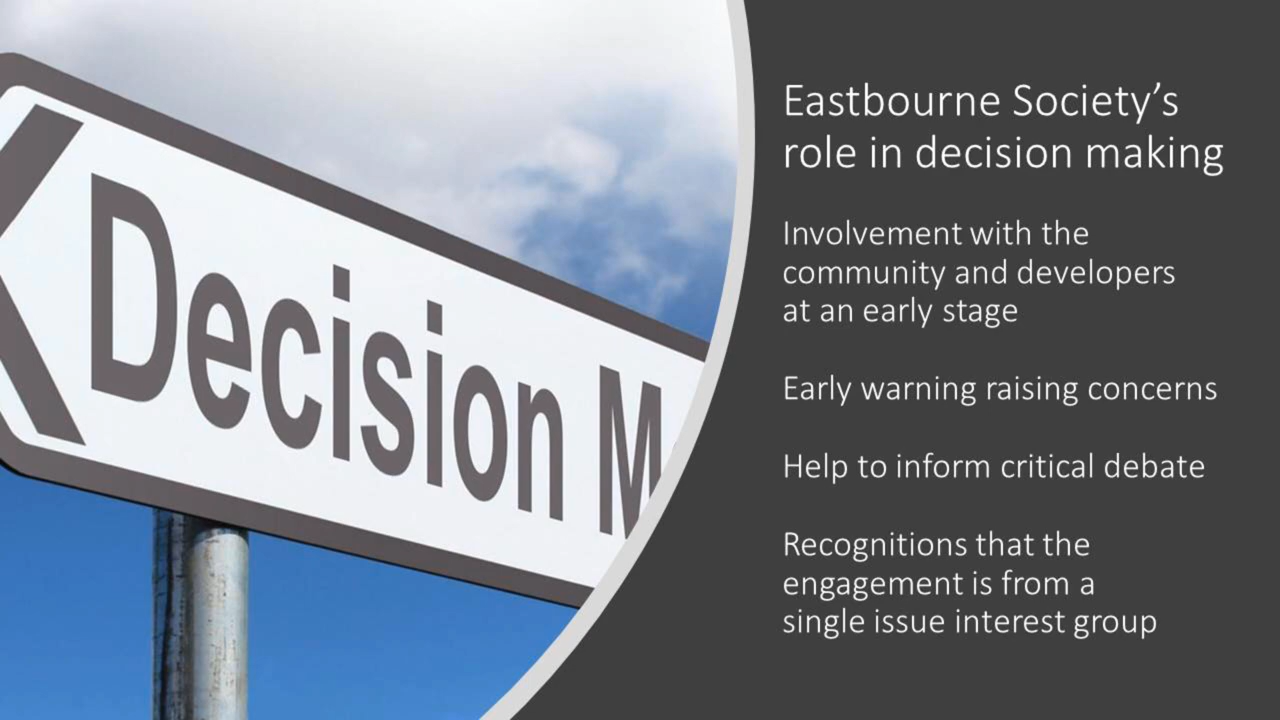 Decision M
Eastbourne Society’s
role in decision making
Involvement with the
community and developers
at an early stage
Early warning raising concerns
Help to inform critical debate
Recognitions that the
engagement is from a
single issue interest group